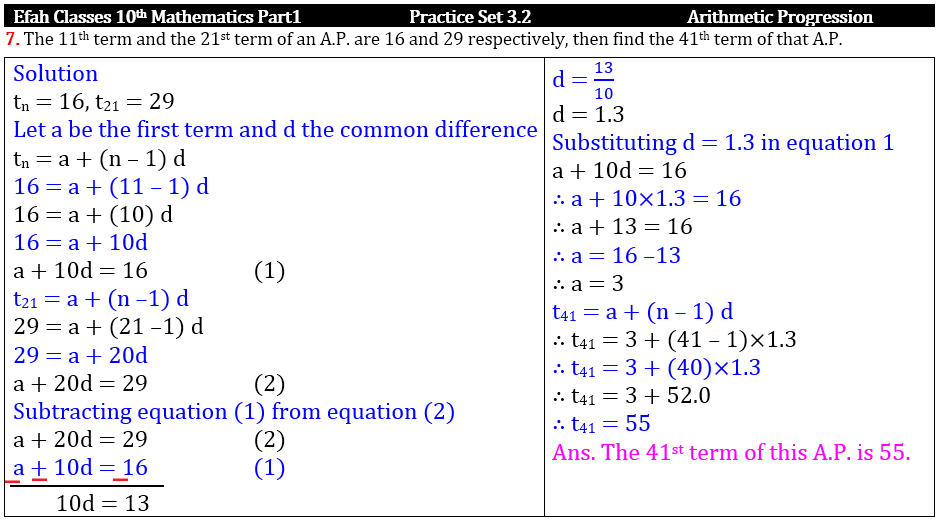 Efah Classes 10th Mathematics Part1 Practice Set 3.2 Arithmetic Progression
7. The 11th term and the 21st term of an A.P. are 16 and 29 respectively, then find the 41th term of that A.P.
Solution
tn = 16, t21 = 29
Let a be the first term and d the common difference
tn = a + (n – 1) d
16 = a + (11 – 1) d
16 = a + (10) d
16 = a + 10d
a + 10d = 16 (1)
t21 = a + (n –1) d
29 = a + (21 –1) d
29 = a + 20d
a + 20d = 29 (2)
Subtracting equation (1) from equation (2)
a + 20d = 29 (2)
a + 10d = 16 (1)
10d = 13
d = 13/10
d = 1.3
Substituting d = 1.3 in equation 1
a + 10d = 16
∴ a + 10×1.3 = 16
∴ a + 13 = 16
∴ a = 16 –13
∴ a = 3
t41 = a + (n – 1) d
∴ t41 = 3 + (41 – 1)×1.3
∴ t41 = 3 + (40)×1.3
∴ t41 = 3 + 52.0
∴ t41 = 55
Ans. The 41st term of this A.P. is 55.